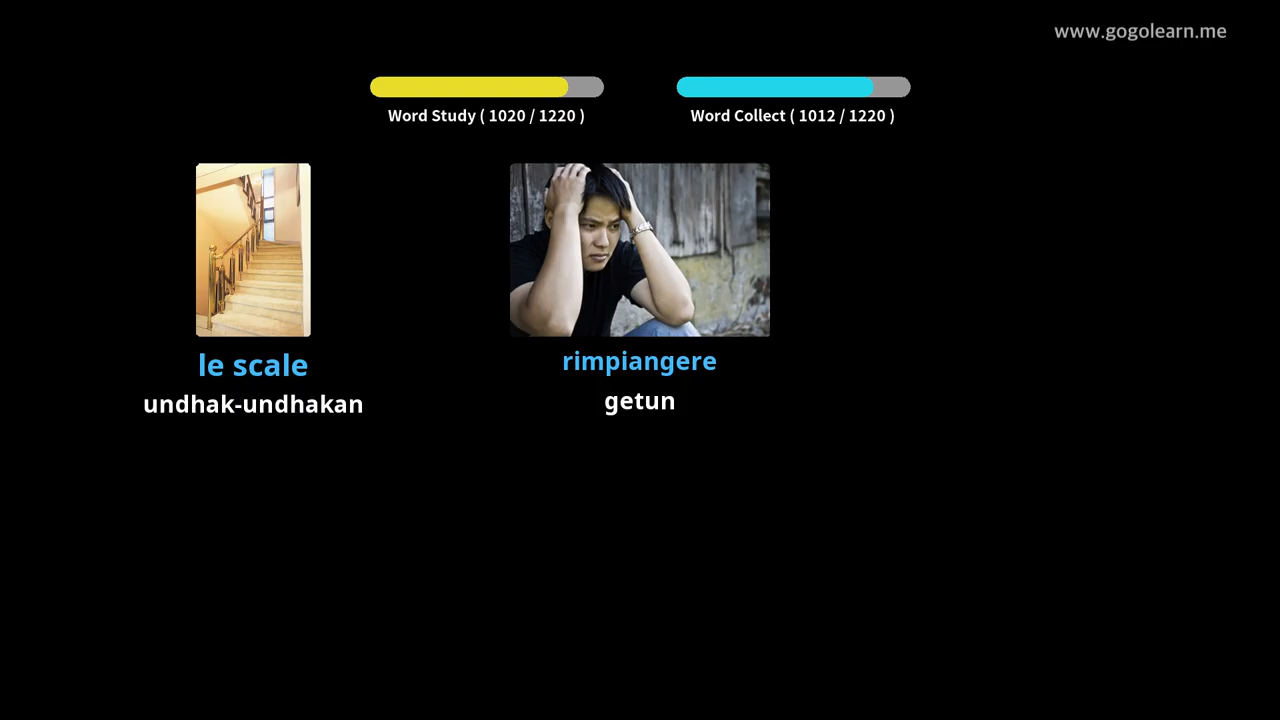 www.gogolearn.me
Word Study ( 1020 / 1220 )
Word Collect ( 1012 / 1220 )
le scale
undhak-undhakan
rimpiangere
getun